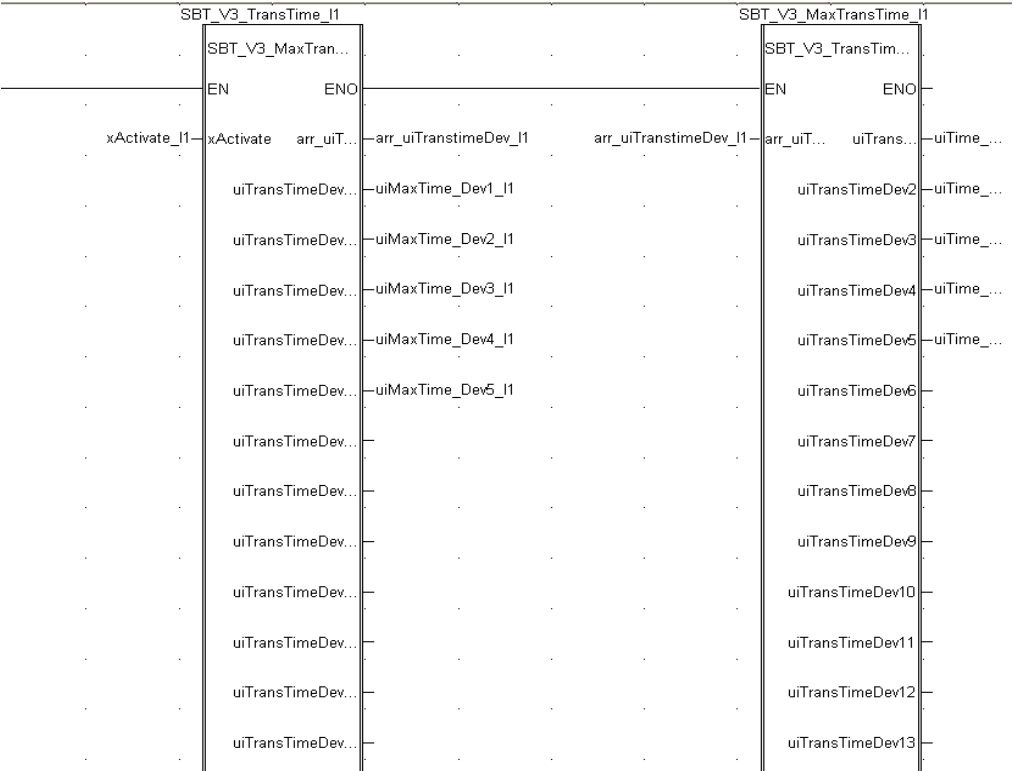 SBT_V3_TransTime_I1 SBT_V3_MaxTransTime_I1
SBT_V3_MaxTran... SBT_V3_TransTim...
EN ENO EN ENO
xActivate_I1 xActivate arr_uiT... arr_uiTranstimeDev_I1 arr_uiTranstimeDev_I1 arr_uiT... uiTrans... uiTime_...
uiTransTimeDev... uiMaxTime_Dev1_I1 uiTransTimeDev2 uiTime_...
uiTransTimeDev... uiMaxTime_Dev2_I1 uiTransTimeDev3 uiTime_...
uiTransTimeDev... uiMaxTime_Dev3_I1 uiTransTimeDev4 uiTime_...
uiTransTimeDev... uiMaxTime_Dev4_I1 uiTransTimeDev5 uiTime_...
uiTransTimeDev... uiMaxTime_Dev5_I1 uiTransTimeDev6
uiTransTimeDev... uiTransTimeDev7
uiTransTimeDev... uiTransTimeDev8
uiTransTimeDev... uiTransTimeDev9
uiTransTimeDev... uiTransTimeDev10
uiTransTimeDev... uiTransTimeDev11
uiTransTimeDev... uiTransTimeDev12
uiTransTimeDev... uiTransTimeDev13